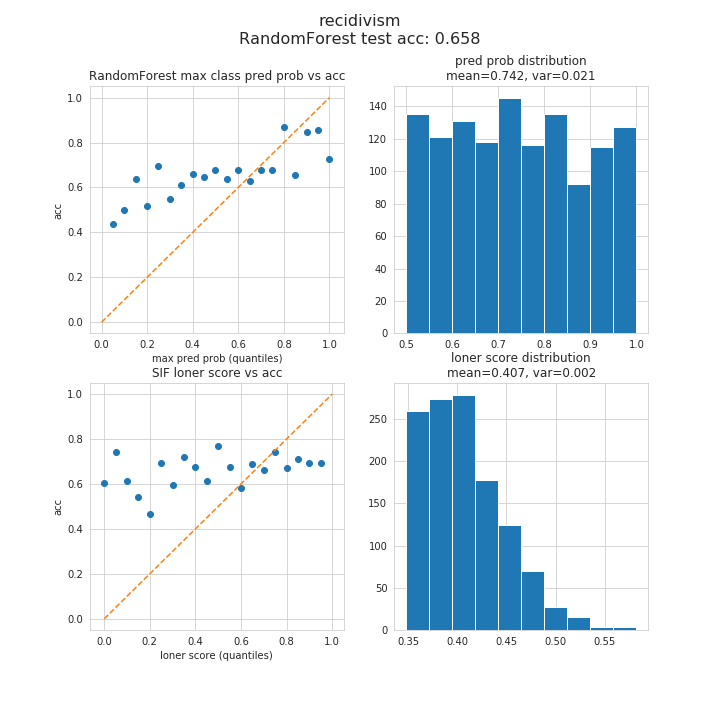 recidivism
RandomForest test acc: 0.658
RandomForest max class pred prob vs acc
1.0
0.8
0.6
0.4
0.2
0.0
acc
0.0 0.2 0.4 0.6 0.8 1.0
max pred prob (quantiles)
pred prob distribution
mean=0.742, var=0.021
140
120
100
80
60
40
20
0
0.5 0.6 0.7 0.8 0.9 1.0
SIF loner score vs acc
1.0
0.8
0.6
0.4
0.2
0.0
acc
0.0 0.2 0.4 0.6 0.8 1.0
loner score (quantiles)
loner score distribution
mean=0.407, var=0.002
250
200
150
100
50
0
0.35 0.40 0.45 0.50 0.55